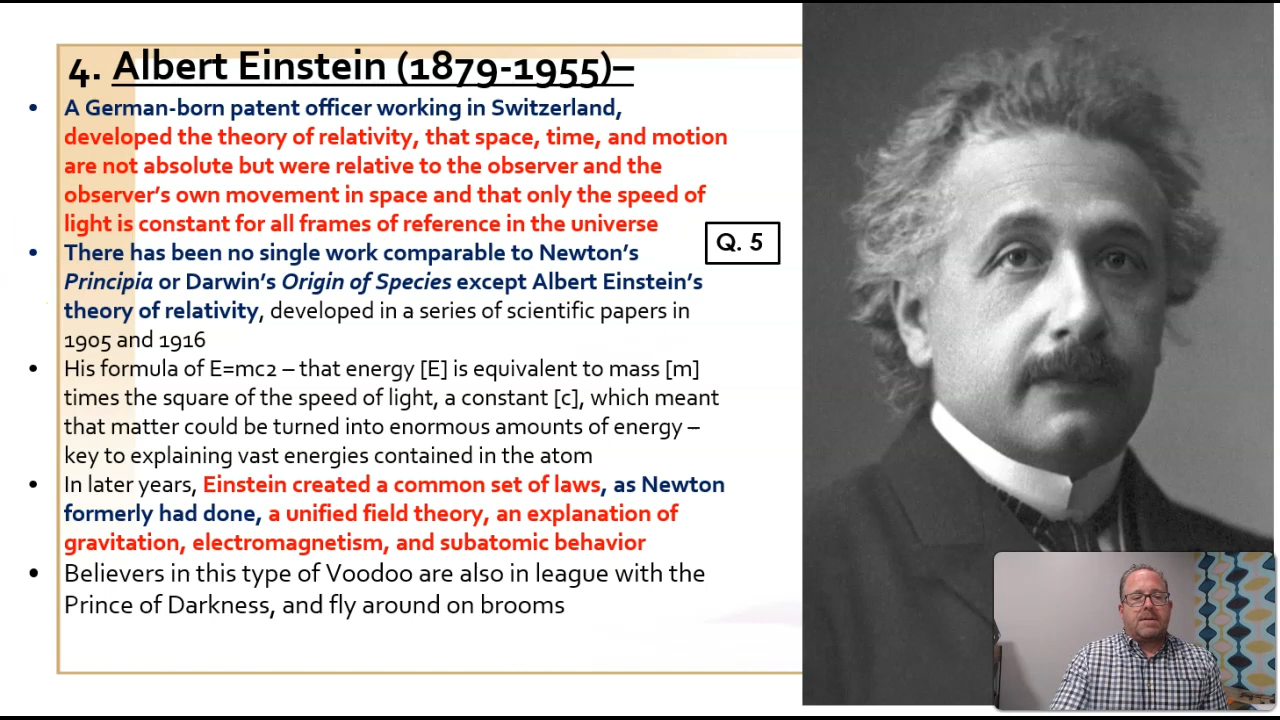 4. Albert Einstein (1879-1955)–
• A German-born patent officer working in Switzerland,
developed the theory of relativity, that space, time, and motion
are not absolute but were relative to the observer and the
observer’s own movement in space and that only the speed of
light is constant for all frames of reference in the universe
Q. 5
• There has been no single work comparable to Newton’s
Principia or Darwin’s Origin of Species except Albert Einstein’s
theory of relativity, developed in a series of scientific papers in
1905 and 1916
• His formula of E=mc2 – that energy [E] is equivalent to mass [m]
times the square of the speed of light, a constant [c], which meant
that matter could be turned into enormous amounts of energy –
key to explaining vast energies contained in the atom
• In later years, Einstein created a common set of laws, as Newton
formerly had done, a unified field theory, an explanation of
gravitation, electromagnetism, and subatomic behavior
• Believers in this type of Voodoo are also in league with the
Prince of Darkness, and fly around on brooms